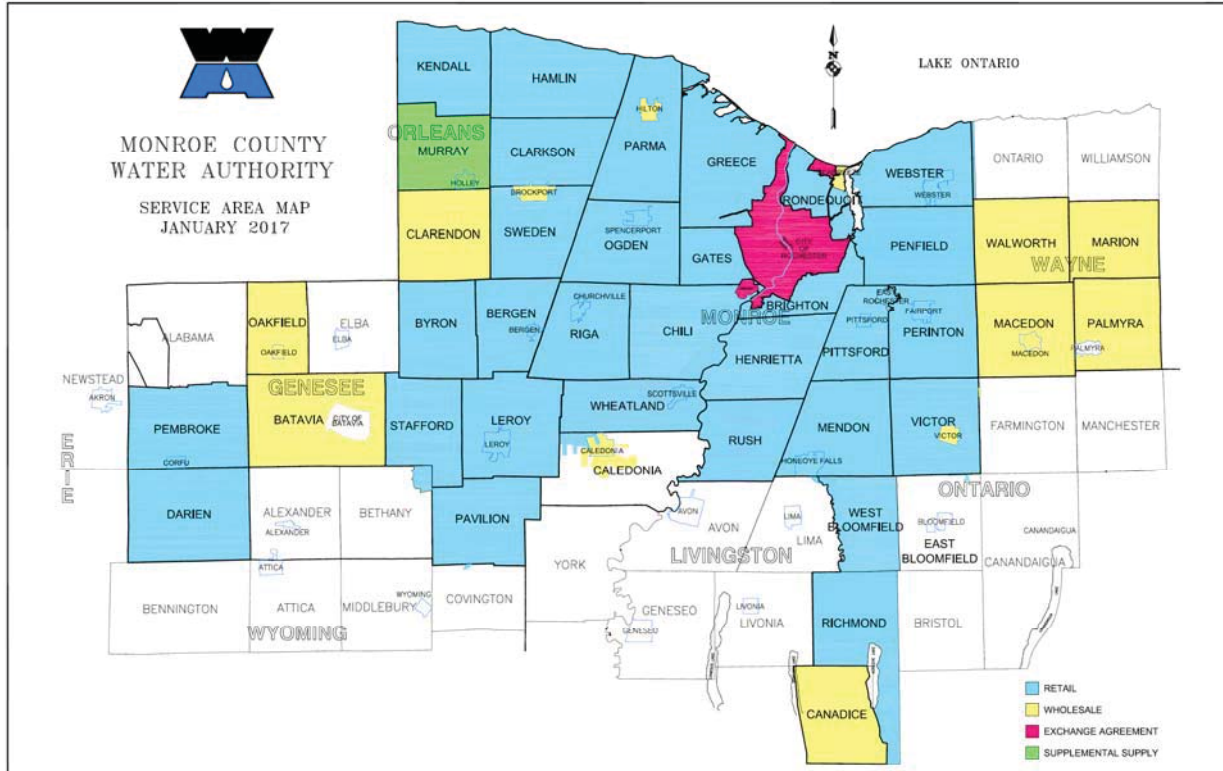 LAKE ONTARIO
N
MONROE COUNTY
WATER AUTHORITY
SERVICE AREA MAP
JANUARY 2017
KENDALL
HAMLIN
HILTON
ORLEANS
MURRAY
HOLLEY
CLARKSON
PARMA
GREECE
BROCKPORT
WEBSTER
WEBSTER
ONTARIO
WILLIAMSON
CLARENDON
SWEDEN
SPENCERPORT
OGDEN
GATES
IRONDEQUOIT
CITY
OF
ROCHESTER
PENFIELD
WALWORTH
MARION
WAYNE
ALABAMA
OAKFIELD
OAKFIELD
ELBA
ELBA
BYRON
BERGEN
BERGEN
CHURCHVILLE
RIGA
CHILI
MONROE
BRIGHTON
HENRIETTA
PITTSFORD
PITTSFORD
EAST
ROCHESTER
FAIRPORT
PERINTON
MACEDON
MACEDON
PALMYRA
PALMYRA
NEWSTEAD
AKRON
GENESEE
ERIE
PEMBROKE
CORFU
BATAVIA
CITY OF
BATAVIA
STAFFORD
LEROY
LEROY
WHEATLAND
SCOTTSVILLE
CALEDONIA
CALEDONIA
RUSH
MENDON
HONEOYE FALLS
VICTOR
VICTOR
FARMINGTON
MANCHESTER
DARIEN
ALEXANDER
ALEXANDER
BETHANY
PAVILION
YORK
AVON
AVON
LIMA
LIMA
LIVINGSTON
WEST
BLOOMFIELD
ONTARIO
BLOOMFIELD
EAST
BLOOMFIELD
CANANDAIGUA
CANANDAIGUA
BENNINGTON
ATTICA
ATTICA
WYOMING
MIDDLEBURY
WYOMING
COVINGTON
GENESEO
GENESEO
LIVONIA
LIVONIA
RICHMOND
BRISTOL
CANADICE
RETAIL
WHOLESALE
EXCHANGE AGREEMENT
SUPPLEMENTAL SUPPLY